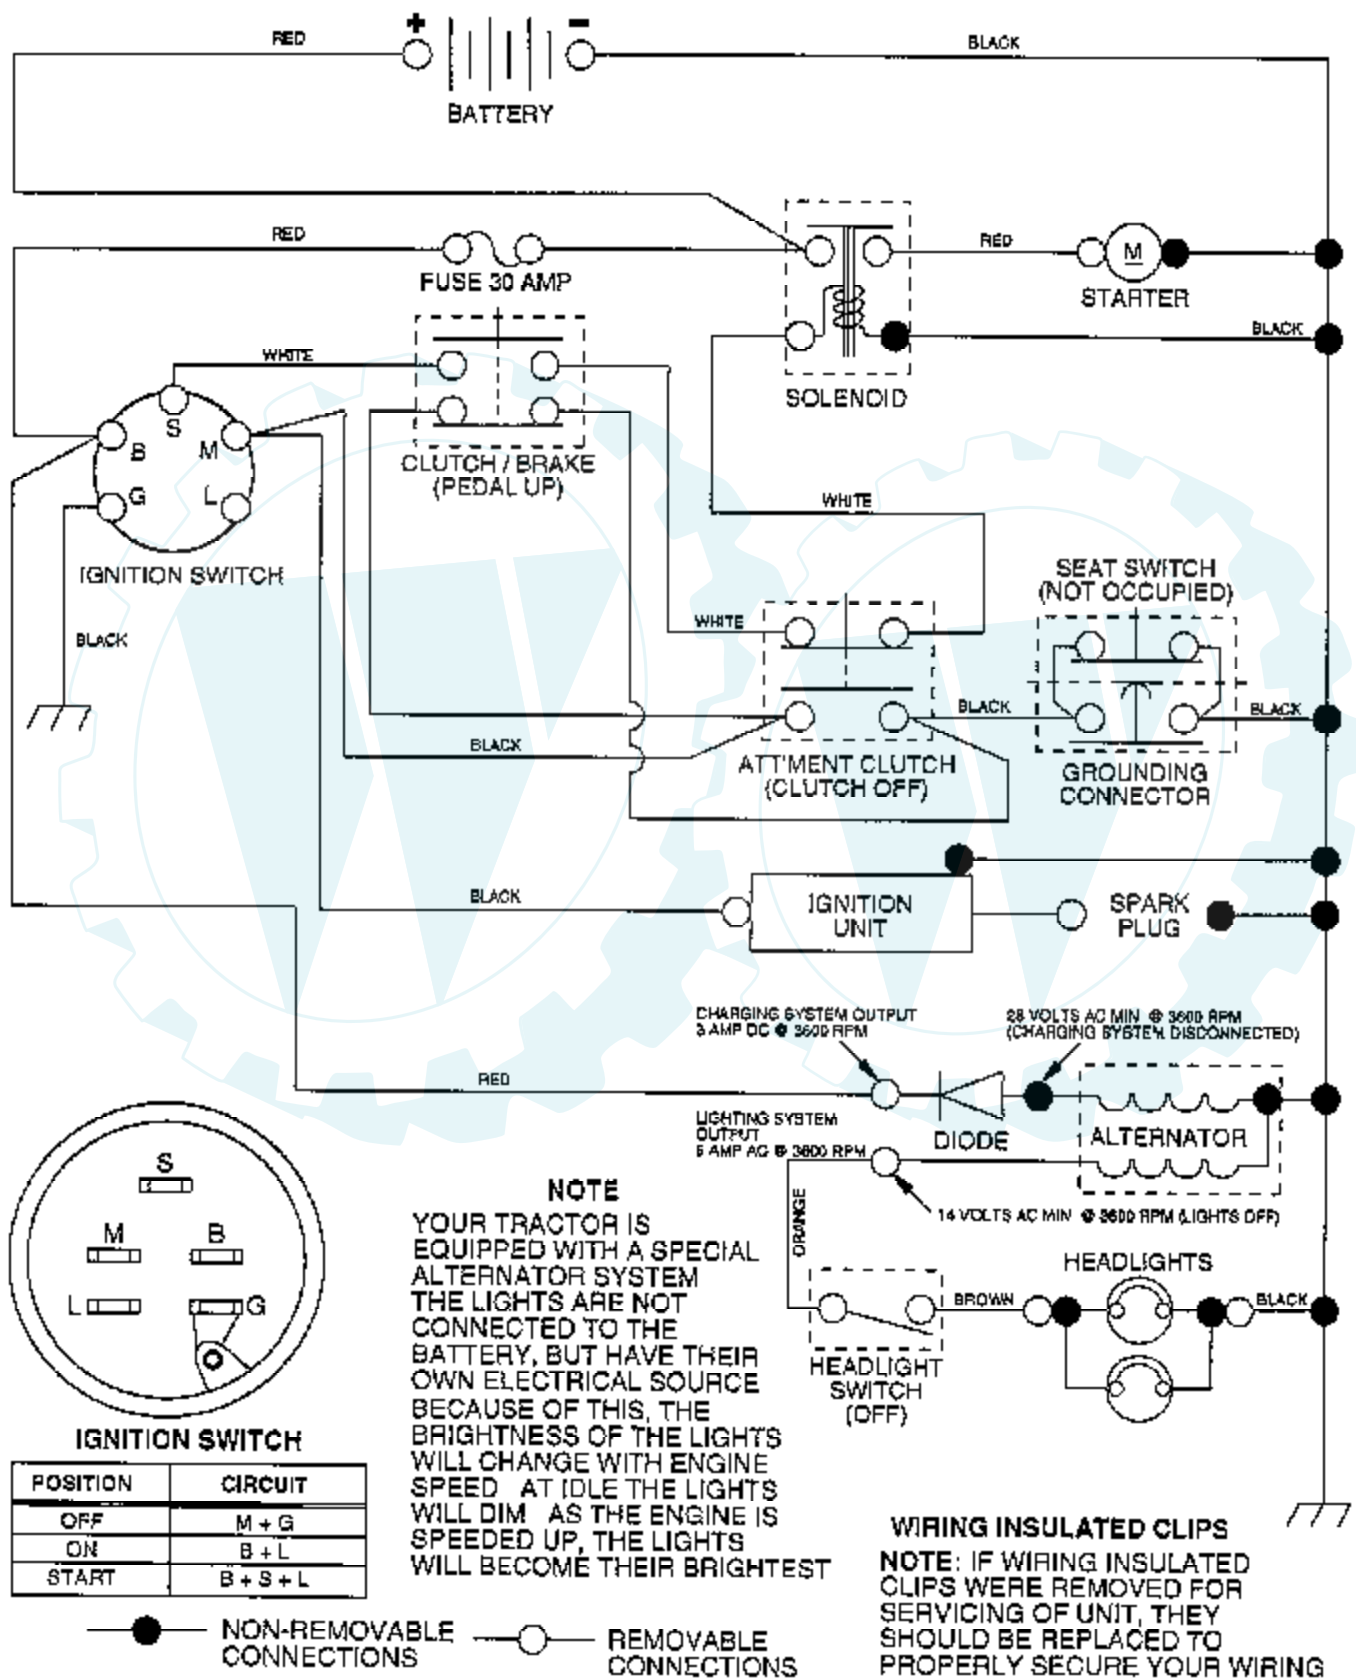 + –
RED
BLACK
BATTERY
RED
FUSE 30 AMP
RED
M
STARTER
BLACK
SOLENOID
WHITE
S
B
M
G
L
IGNITION SWITCH
CLUTCH / BRAKE
(PEDAL UP)
WHITE
BLACK
WHITE
SEAT SWITCH
(NOT OCCUPIED)
BLACK
BLACK
BLACK
ATT'MENT CLUTCH
(CLUTCH OFF)
GROUNDING
CONNECTOR
BLACK
IGNITION
UNIT
SPARK
PLUG
CHARGING SYSTEM OUTPUT
3 AMP DC @ 3600 RPM
28 VOLTS AC MIN @ 3600 RPM
(CHARGING SYSTEM DISCONNECTED)
RED
DIODE
ALTERNATOR
LIGHTING SYSTEM
OUTPUT
5 AMP AC @ 3600 RPM
14 VOLTS AC MIN @ 3600 RPM (LIGHTS OFF)
ORANGE
HEADLIGHTS
BROWN
BLACK
HEADLIGHT
SWITCH
(OFF)
S
M
B
L
G
IGNITION SWITCH
POSITION CIRCUIT
OFF M + G
ON B + L
START B + S + L
NOTE
YOUR TRACTOR IS
EQUIPPED WITH A SPECIAL
ALTERNATOR SYSTEM
THE LIGHTS ARE NOT
CONNECTED TO THE
BATTERY, BUT HAVE THEIR
OWN ELECTRICAL SOURCE
BECAUSE OF THIS, THE
BRIGHTNESS OF THE LIGHTS
WILL CHANGE WITH ENGINE
SPEED AT IDLE THE LIGHTS
WILL DIM AS THE ENGINE IS
SPEEDED UP, THE LIGHTS
WILL BECOME THEIR BRIGHTEST
WIRING INSULATED CLIPS
NOTE: IF WIRING INSULATED
CLIPS WERE REMOVED FOR
SERVICING OF UNIT, THEY
SHOULD BE REPLACED TO
PROPERLY SECURE YOUR WIRING
NON-REMOVABLE
CONNECTIONS
REMOVABLE
CONNECTIONS